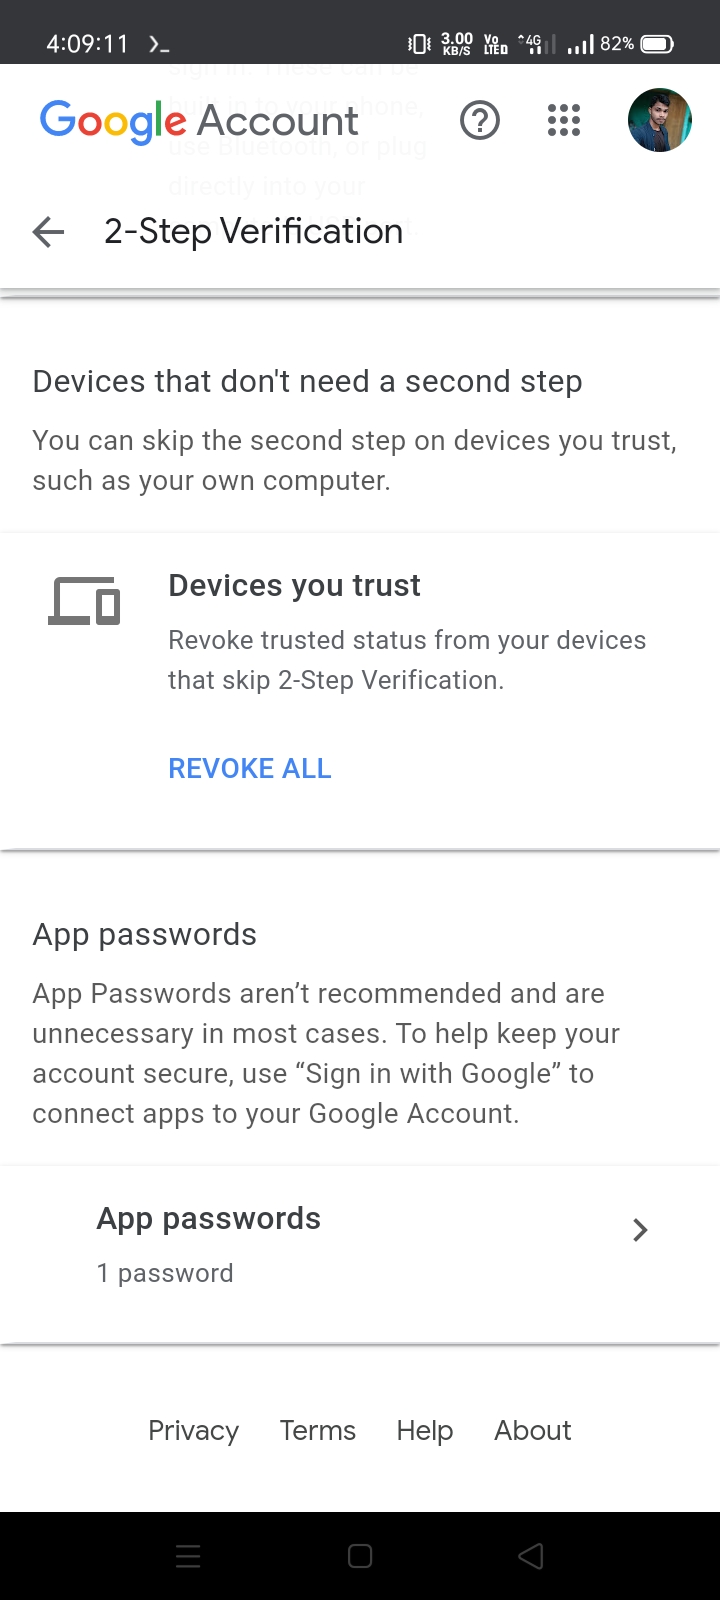 4:09:11
3.00 KB/S Vo LTE 4G 82%
sign in. These can be
built in to your phone,
use Bluetooth, or plug
directly into your
Google Account
2-Step Verification
Devices that don't need a second step
You can skip the second step on devices you trust,
such as your own computer.
Devices you trust
Revoke trusted status from your devices
that skip 2-Step Verification.
REVOKE ALL
App passwords
App Passwords aren’t recommended and are
unnecessary in most cases. To help keep your
account secure, use “Sign in with Google” to
connect apps to your Google Account.
App passwords
1 password
Privacy Terms Help About